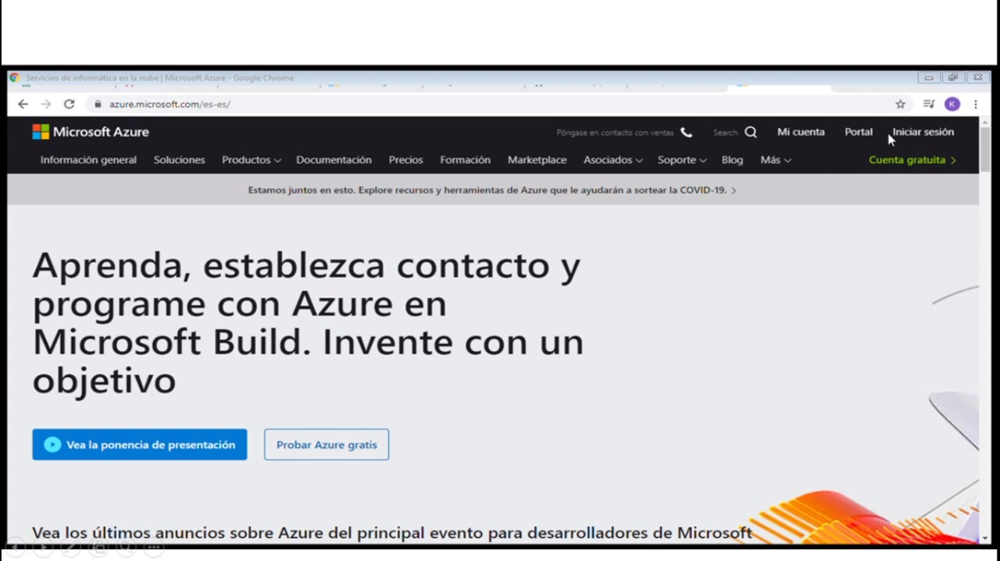 Servicios de informática en la nube | Microsoft Azure - Google Chrome
azure.microsoft.com/es-es/
K
Microsoft Azure
Póngase en contacto con ventas
Search
Mi cuenta
Portal
Iniciar sesión
Información general
Soluciones
Productos
Documentación
Precios
Formación
Marketplace
Asociados
Soporte
Blog
Más
Cuenta gratuita >
Estamos juntos en esto. Explore recursos y herramientas de Azure que le ayudarán a sortear la COVID-19. >
Aprenda, establezca contacto y
programe con Azure en
Microsoft Build. Invente con un
objetivo
Vea la ponencia de presentación
Probar Azure gratis
Vea los últimos anuncios sobre Azure del principal evento para desarrolladores de Microsoft